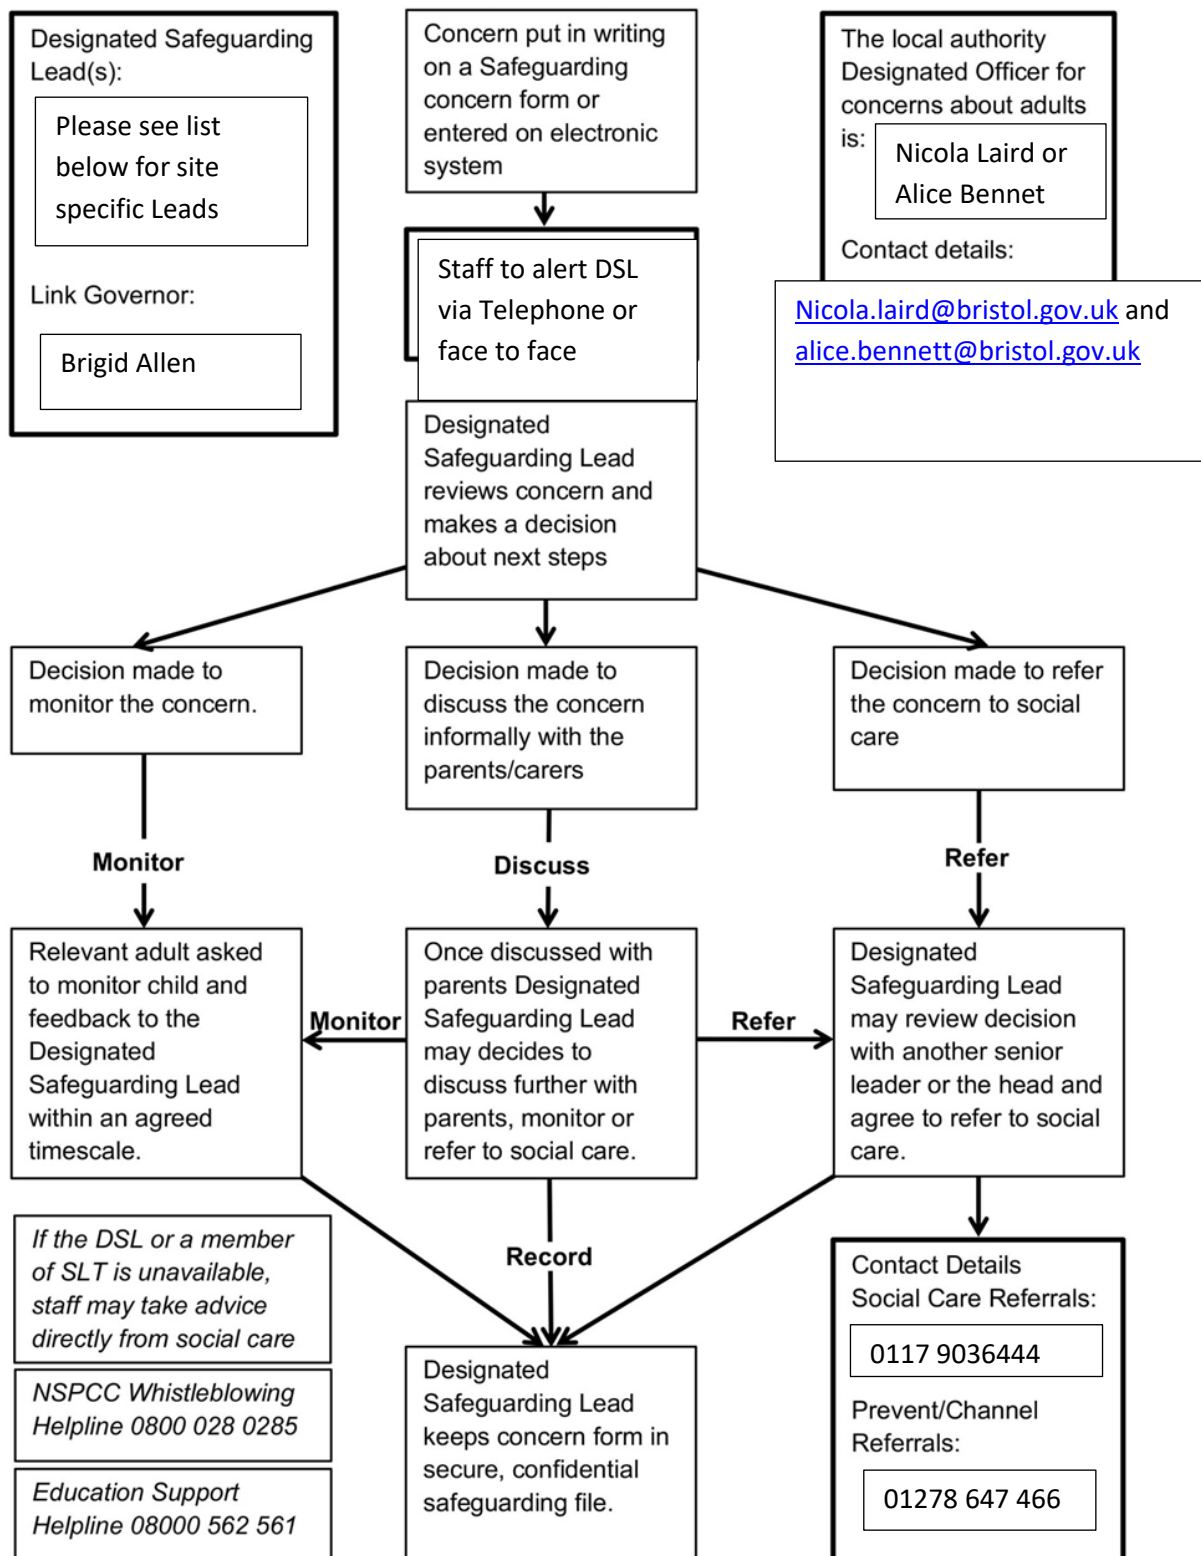 Designated Safeguarding
Lead(s):
Please see list
below for site
specific Leads
Link Governor:
Brigid Allen
Concern put in writing
on a Safeguarding
concern form or
entered on electronic
system
The local authority
Designated Officer for
concerns about adults
is:
Nicola Laird or
Alice Bennet
Contact details:
Nicola.laird@bristol.gov.uk and
alice.bennett@bristol.gov.uk
Staff to alert DSL
via Telephone or
face to face
Designated
Safeguarding Lead
reviews concern and
makes a decision
about next steps
Decision made to
monitor the concern.
Decision made to
discuss the concern
informally with the
parents/carers
Decision made to refer
the concern to social
care
Monitor
Discuss
Refer
Relevant adult asked
to monitor child and
feedback to the
Designated
Safeguarding Lead
within an agreed
timescale.
Monitor
Once discussed with
parents Designated
Safeguarding Lead
may decides to
discuss further with
parents, monitor or
refer to social care.
Refer
Designated
Safeguarding Lead
may review decision
with another senior
leader or the head and
agree to refer to social
care.
If the DSL or a member
of SLT is unavailable,
staff may take advice
directly from social care
NSPCC Whistleblowing
Helpline 0800 028 0285
Education Support
Helpline 08000 562 561
Record
Designated
Safeguarding Lead
keeps concern form in
secure, confidential
safeguarding file.
Contact Details
Social Care Referrals:
0117 9036444
Prevent/Channel
Referrals:
01278 647 466